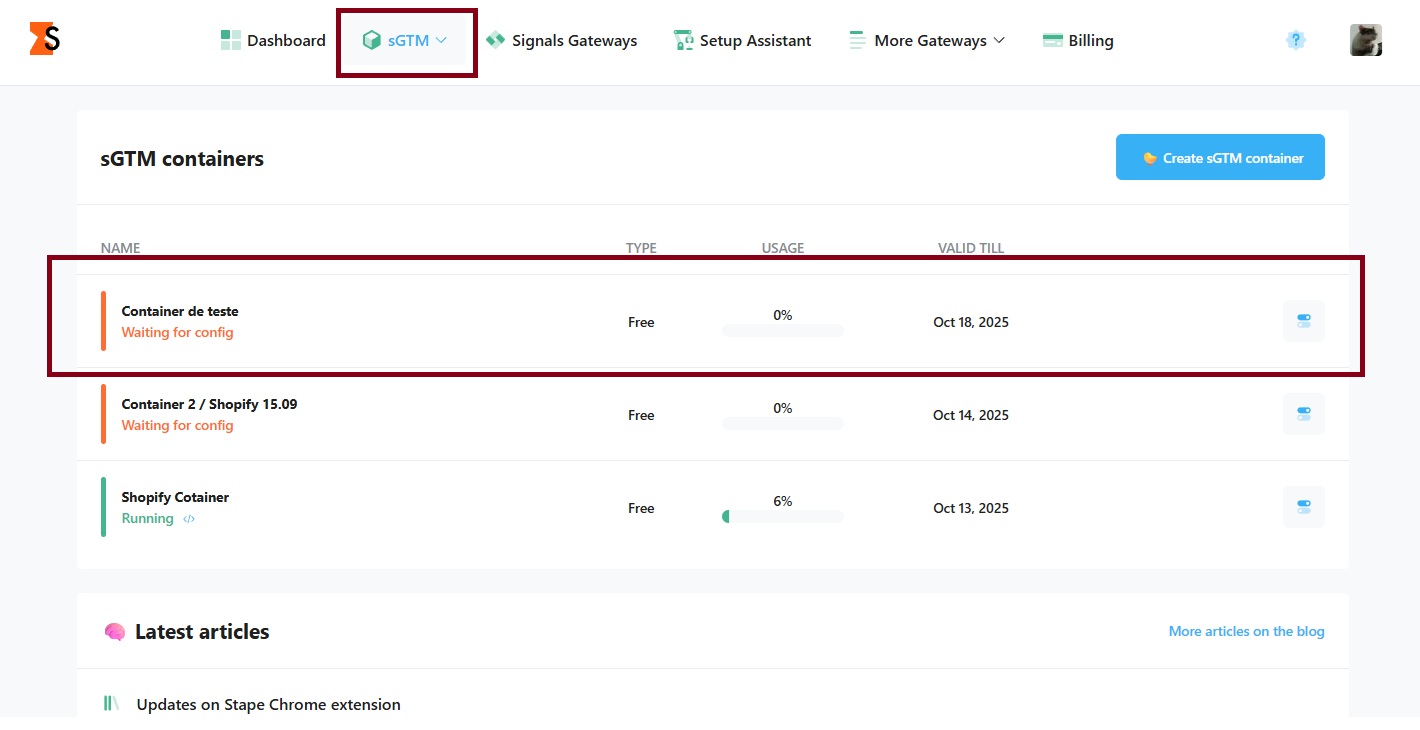 Dashboard sGTM Signals Gateways Setup Assistant More Gateways Billing ?
sGTM containers
Create sGTM container
NAME TYPE USAGE VALID TILL
Container de teste
Waiting for config
Free 0% Oct 18, 2025
Container 2 / Shopify 15.09
Waiting for config
Free 0% Oct 14, 2025
Shopify Cotainer
Running </>
Free 6% Oct 13, 2025
Latest articles
More articles on the blog
Updates on Stape Chrome extension